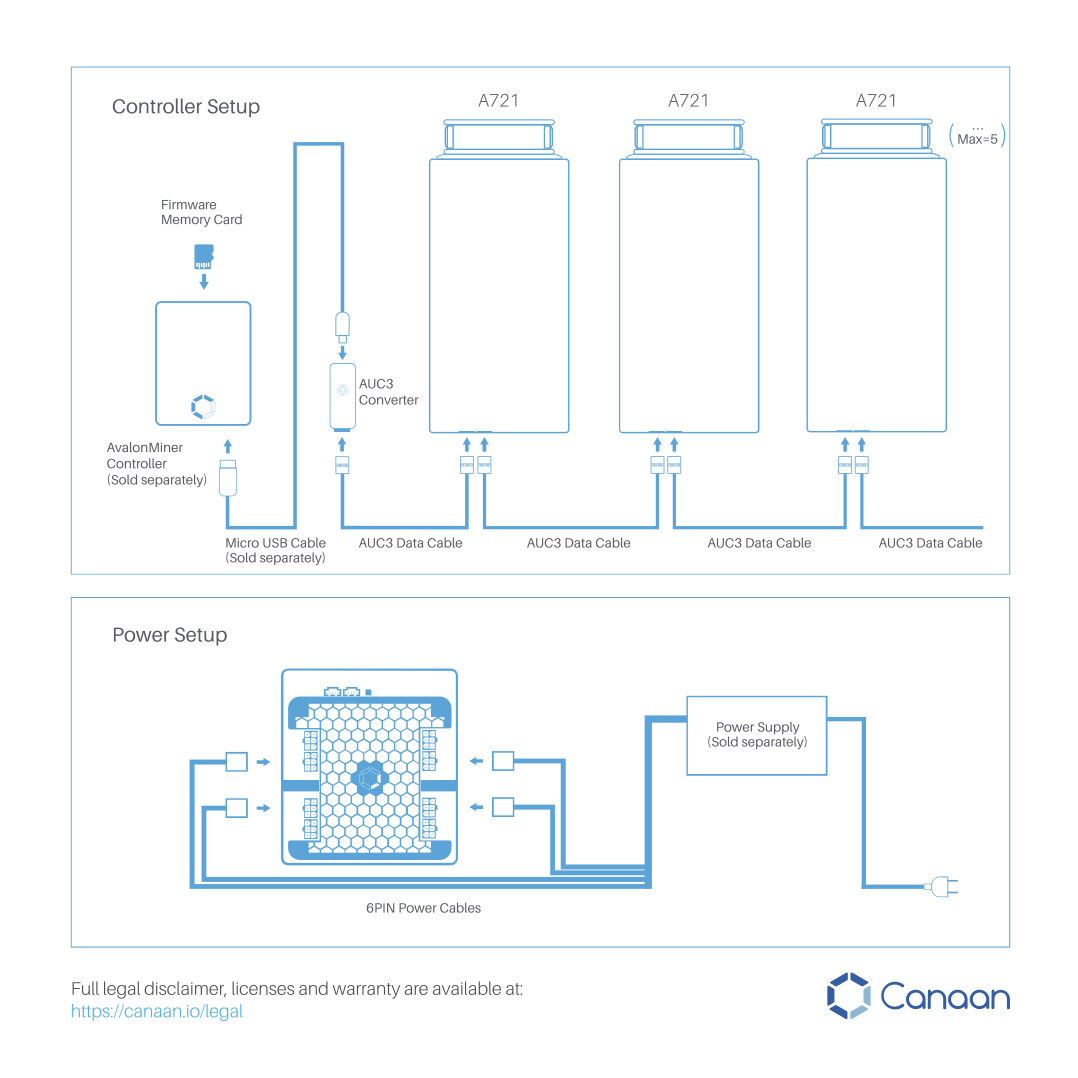 Controller Setup
A721
A721
A721
( ... Max=5 )
Firmware
Memory Card
AUC3
Converter
AvalonMiner
Controller
(Sold separately)
Micro USB Cable
(Sold separately)
AUC3 Data Cable
AUC3 Data Cable
AUC3 Data Cable
AUC3 Data Cable
Power Setup
Power Supply
(Sold separately)
6PIN Power Cables
Full legal disclaimer, licenses and warranty are available at:
https://canaan.io/legal
Canaan